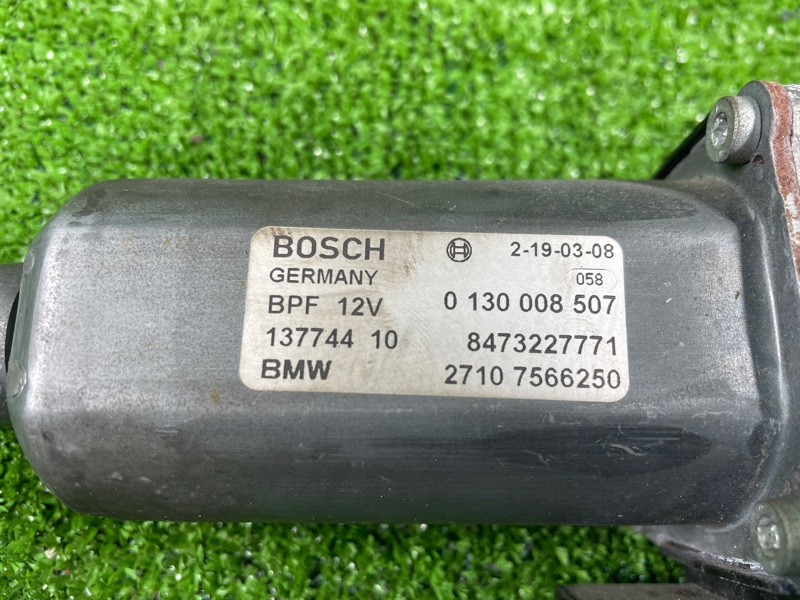 BOSCH 2-19-03-08
GERMANY 058
BPF 12V 0 130 008 507
137744 10 8473227771
BMW 2710 7566250